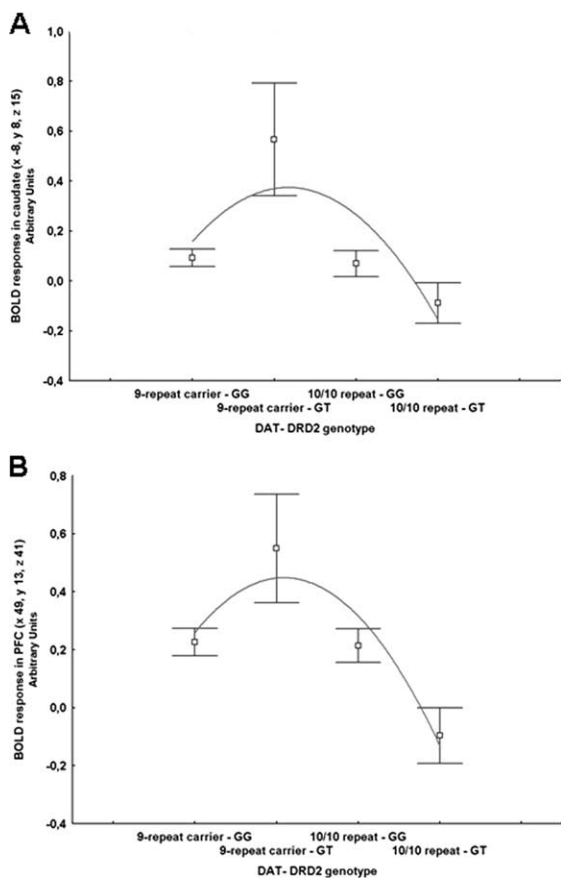 A
BOLD response in caudate (x -8, y 8, z 15)
Arbitrary Units
1,0
0,8
0,6
0,4
0,2
0,0
-0,2
-0,4
9-repeat carrier - GG
10/10 repeat - GG
9-repeat carrier - GT
10/10 repeat - GT
DAT- DRD2 genotype
B
BOLD response in PFC (x 49, y 13, z 41)
Arbitrary Units
0,8
0,6
0,4
0,2
0,0
-0,2
-0,4
9-repeat carrier - GG
10/10 repeat - GG
9-repeat carrier - GT
10/10 repeat - GT
DAT- DRD2 genotype